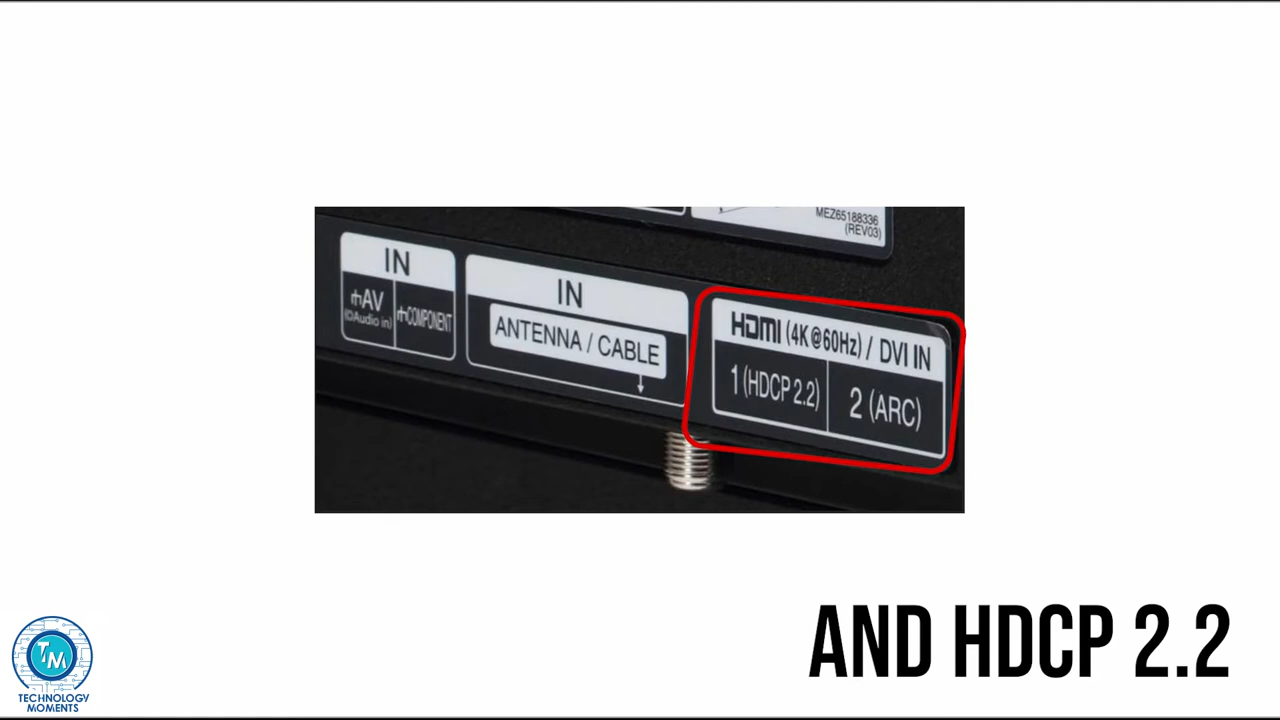 MEZ65188336
(REV03)
IN
AV
(Audio in)
COMPONENT
IN
ANTENNA / CABLE
HDMI (4K@60Hz) / DVI IN
1 (HDCP 2.2)
2 (ARC)
AND HDCP 2.2
TM
TECHNOLOGY
MOMENTS